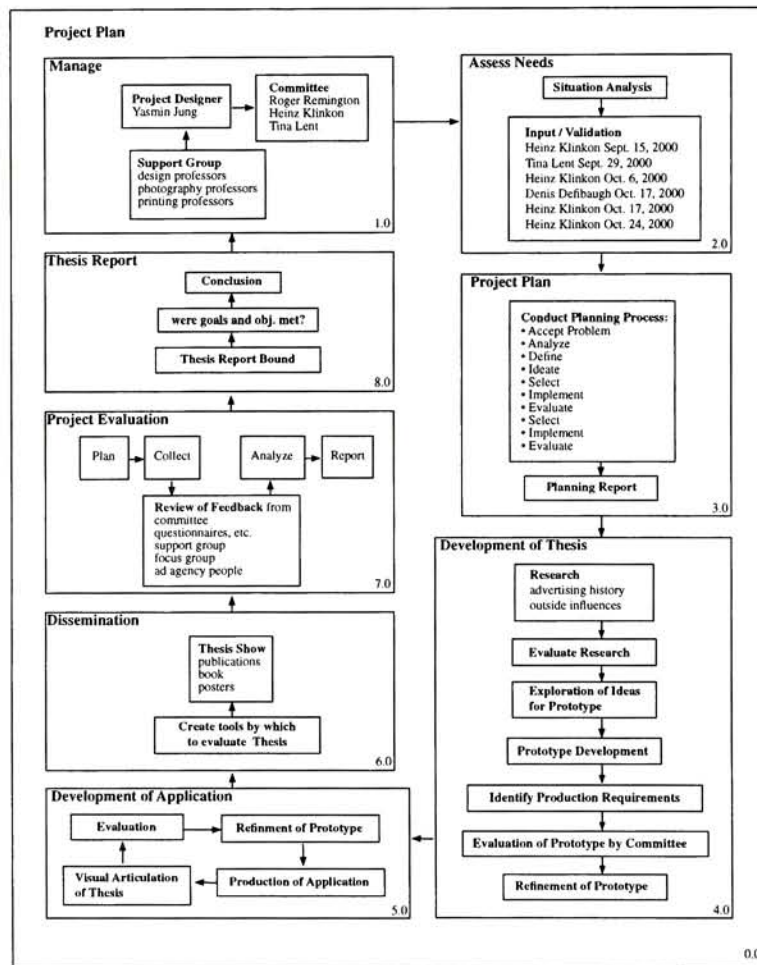 Project Plan
Manage
Project Designer
Yasmin Jung
Committee
Roger Remington
Heinz Klinkon
Tina Lent
Support Group
design professors
photography professors
printing professors
1.0
Assess Needs
Situation Analysis
Input / Validation
Heinz Klinkon Sept. 15, 2000
Tina Lent Sept. 29, 2000
Heinz Klinkon Oct. 6, 2000
Denis Defibaugh Oct. 17, 2000
Heinz Klinkon Oct. 17, 2000
Heinz Klinkon Oct. 24, 2000
2.0
Project Plan
Conduct Planning Process:
• Accept Problem
• Analyze
• Define
• Ideate
• Select
• Implement
• Evaluate
• Select
• Implement
• Evaluate
Planning Report
3.0
Development of Thesis
Research
advertising history
outside influences
Evaluate Research
Exploration of Ideas
for Prototype
Prototype Development
Identify Production Requirements
Evaluation of Prototype by Committee
Refinement of Prototype
4.0
Development of Application
Evaluation
Refinment of Prototype
Visual Articulation
of Thesis
Production of Application
5.0
Dissemination
Thesis Show
publications
book
posters
Create tools by which
to evaluate Thesis
6.0
Project Evaluation
Plan
Collect
Analyze
Report
Review of Feedback from
committee
questionnaires, etc.
support group
focus group
ad agency people
7.0
Thesis Report
Conclusion
were goals and obj. met?
Thesis Report Bound
8.0
0.0